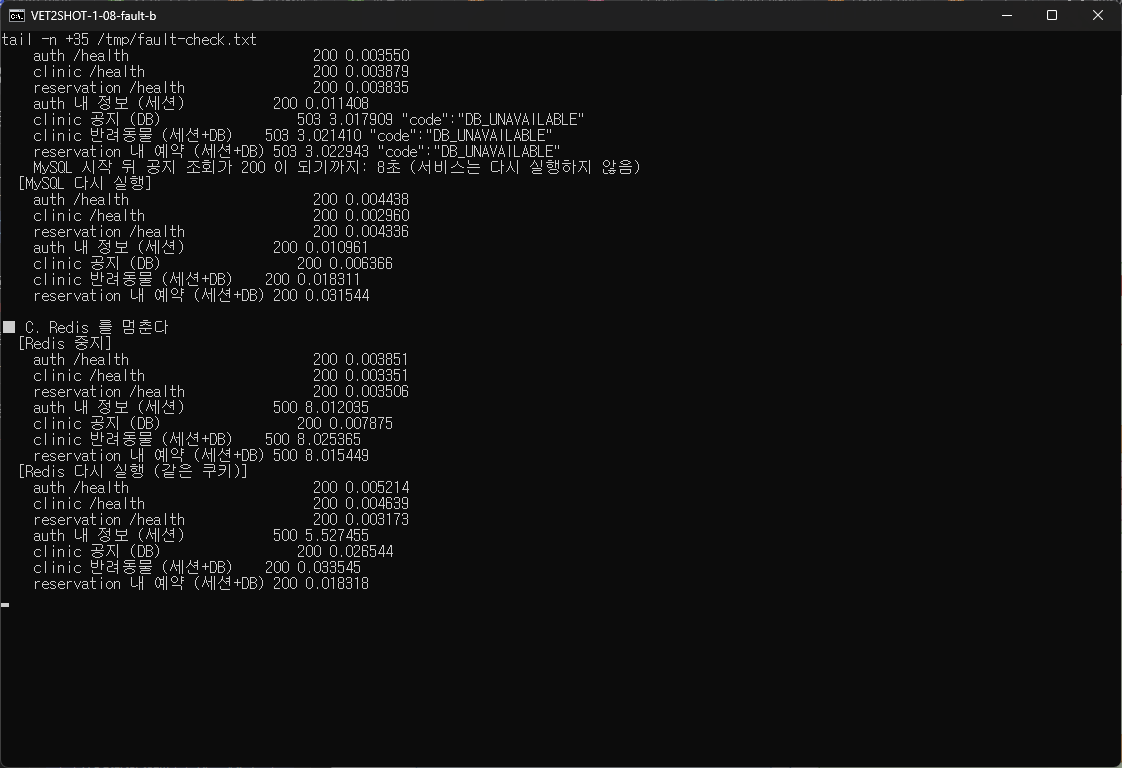 VET2SHOT-1-08-fault-b
tail -n +35 /tmp/fault-check.txt
auth /health 200 0.003550
clinic /health 200 0.003879
reservation /health 200 0.003835
auth 내 정보 (세션) 200 0.011408
clinic 공지 (DB) 503 3.017909 "code":"DB_UNAVAILABLE"
clinic 반려동물 (세션+DB) 503 3.021410 "code":"DB_UNAVAILABLE"
reservation 내 예약 (세션+DB) 503 3.022943 "code":"DB_UNAVAILABLE"
MySQL 시작 뒤 공지 조회가 200 이 되기까지: 8초 (서비스는 다시 실행하지 않음)
[MySQL 다시 실행]
auth /health 200 0.004438
clinic /health 200 0.002960
reservation /health 200 0.004336
auth 내 정보 (세션) 200 0.010961
clinic 공지 (DB) 200 0.006366
clinic 반려동물 (세션+DB) 200 0.018311
reservation 내 예약 (세션+DB) 200 0.031544
■ C. Redis 를 멈춘다
[Redis 중지]
auth /health 200 0.003851
clinic /health 200 0.003351
reservation /health 200 0.003506
auth 내 정보 (세션) 500 8.012035
clinic 공지 (DB) 200 0.007875
clinic 반려동물 (세션+DB) 500 8.025365
reservation 내 예약 (세션+DB) 500 8.015449
[Redis 다시 실행 (같은 쿠키)]
auth /health 200 0.005214
clinic /health 200 0.004639
reservation /health 200 0.003173
auth 내 정보 (세션) 500 5.527455
clinic 공지 (DB) 200 0.026544
clinic 반려동물 (세션+DB) 200 0.033545
reservation 내 예약 (세션+DB) 200 0.018318